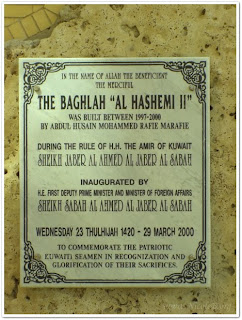 IN THE NAME OF ALLAH THE BENEFICENT
THE MERCIFUL
THE BAGHLAH "AL HASHEMI II"
WAS BUILT BETWEEN 1997-2000
BY ABDUL HUSAIN MOHAMMED RAFIE MARAFIE
DURING THE RULE OF H.H. THE AMIR OF KUWAIT
SHEIKH JABER AL AHMED AL JABER AL SABAH
INAUGURATED BY
H.E. FIRST DEPUTY PRIME MINISTER AND MINISTER OF FOREIGN AFFAIRS
SHEIKH SABAH AL AHMED AL JABER AL SABAH
WEDNESDAY 23 THULHIJAH 1420 - 29 MARCH 2000
TO COMMEMORATE THE PATRIOTIC
KUWAITI SEAMEN IN RECOGNITION AND
GLORIFICATION OF THEIR SACRIFICES.